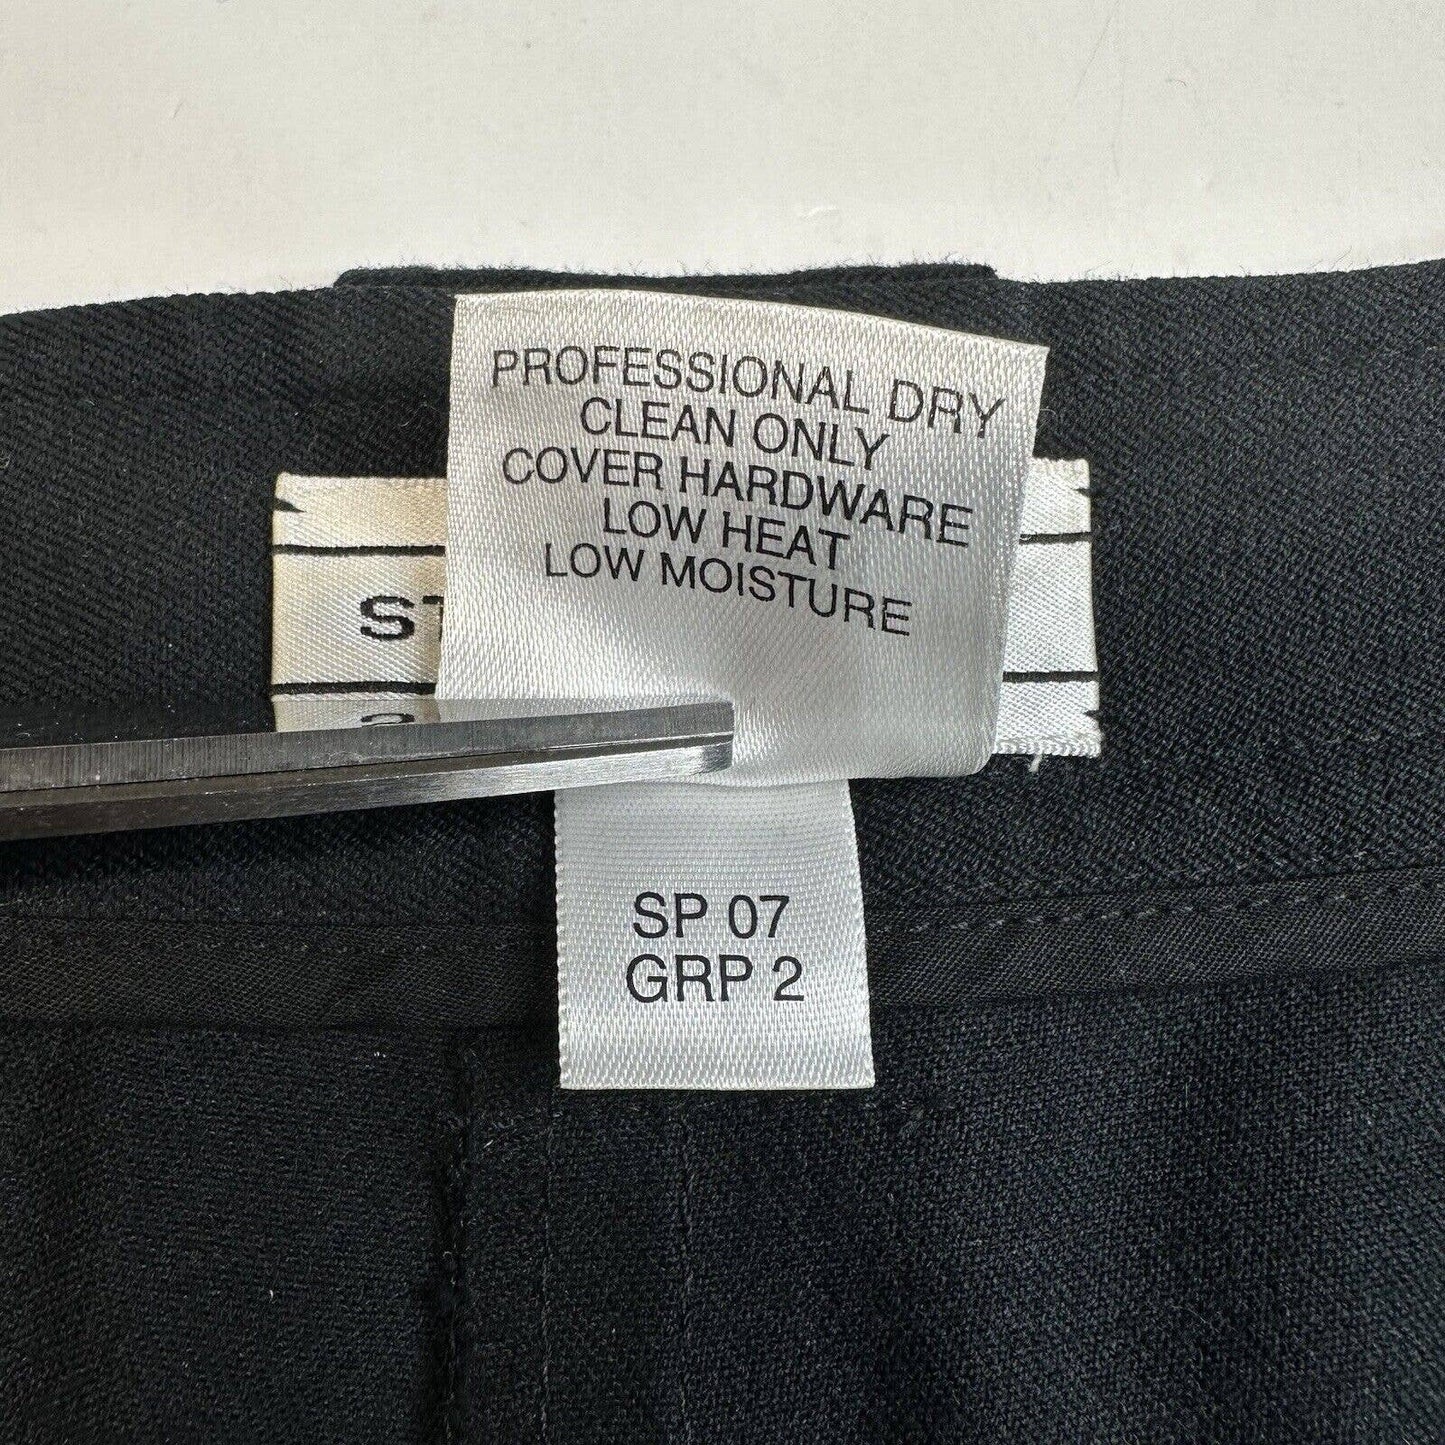 PROFESSIONAL DRY
CLEAN ONLY
COVER HARDWARE
LOW HEAT
LOW MOISTURE
SP 07
GRP 2